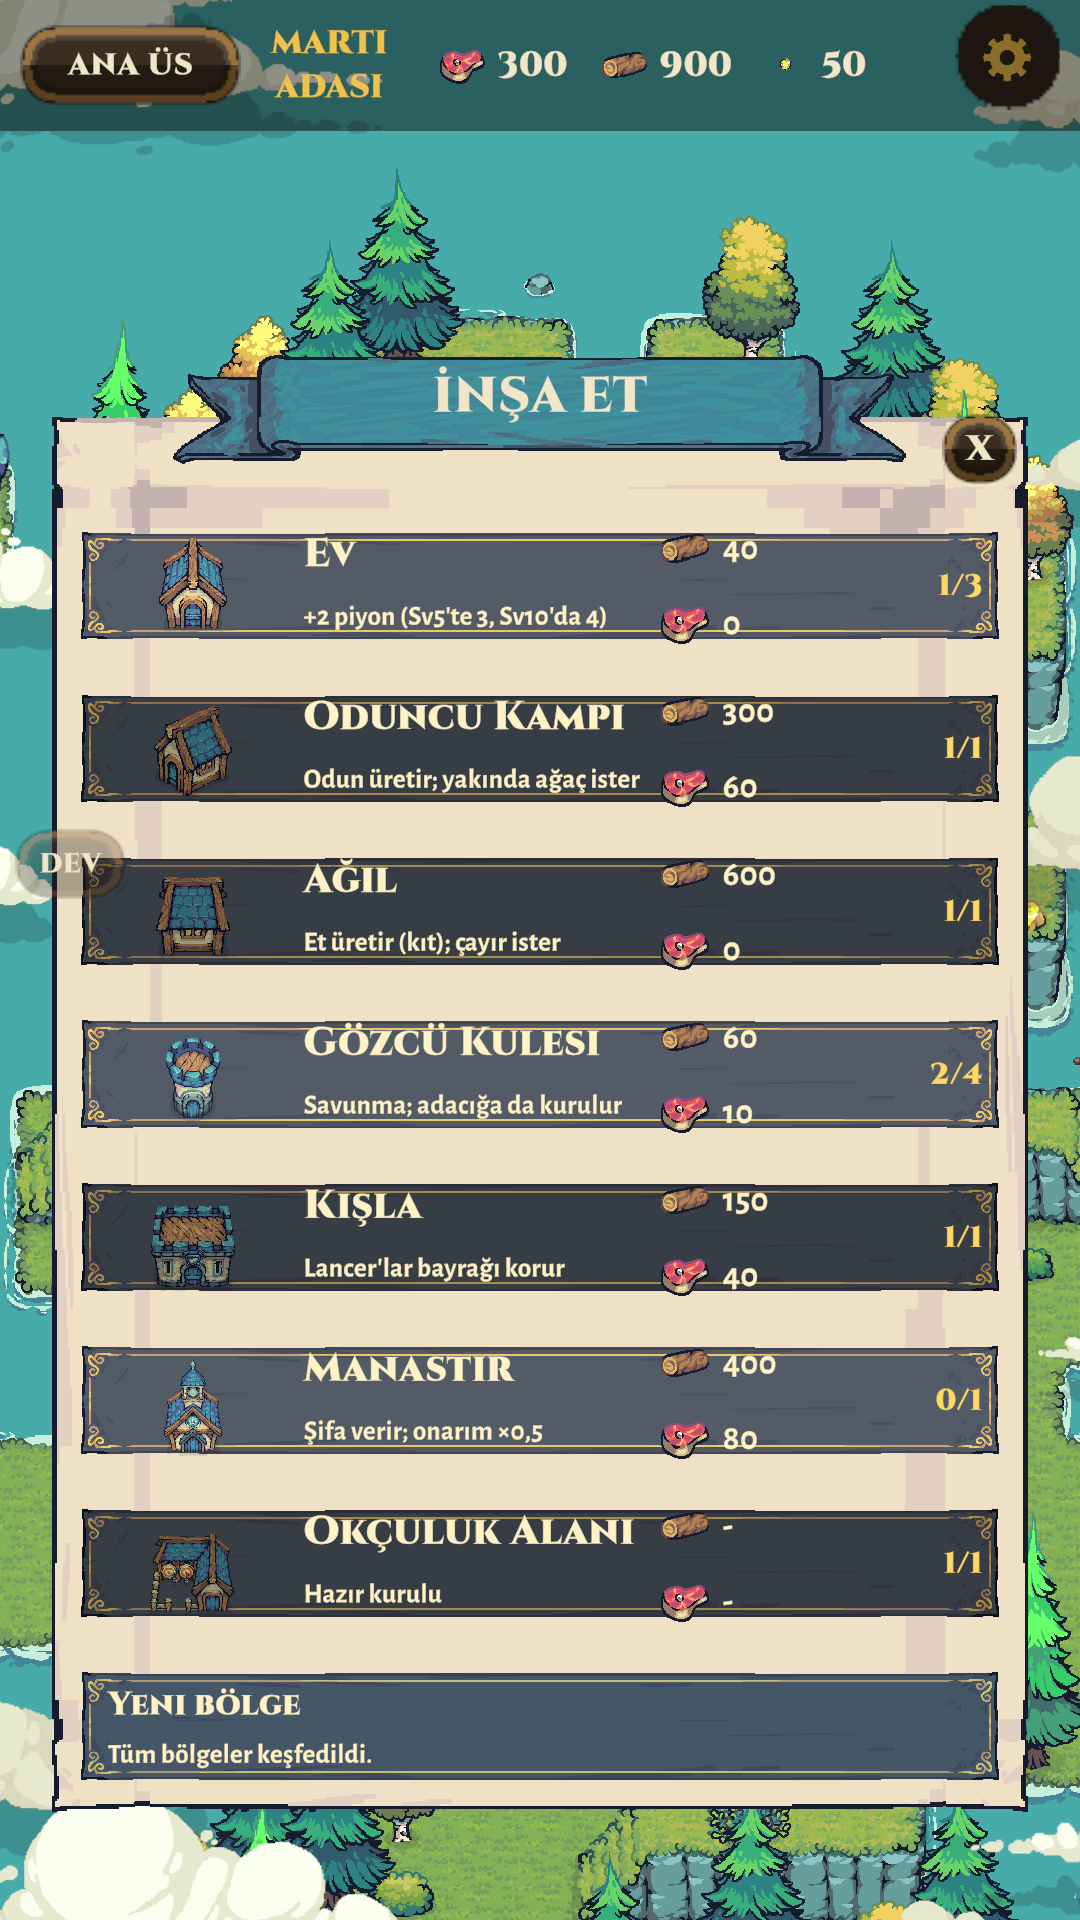 ANA ÜS
MARTI
ADASI
300
900
50
İNŞA ET
X
EV
40
+2 piyon (Sv5'te 3, Sv10'da 4)
0
1/3
ODUNCU KAMPI
300
Odun üretir; yakında ağaç ister
60
1/1
DEV
AĞIL
600
Et üretir (kıt); çayır ister
0
1/1
GÖZCÜ KULESI
60
Savunma; adacığa da kurulur
10
2/4
KIŞLA
150
Lancer'lar bayrağı korur
40
1/1
MANASTIR
400
Şifa verir; onarım ×0,5
80
0/1
OKÇULUK ALANI
-
Hazır kurulu
-
1/1
YENI BÖLGE
Tüm bölgeler keşfedildi.